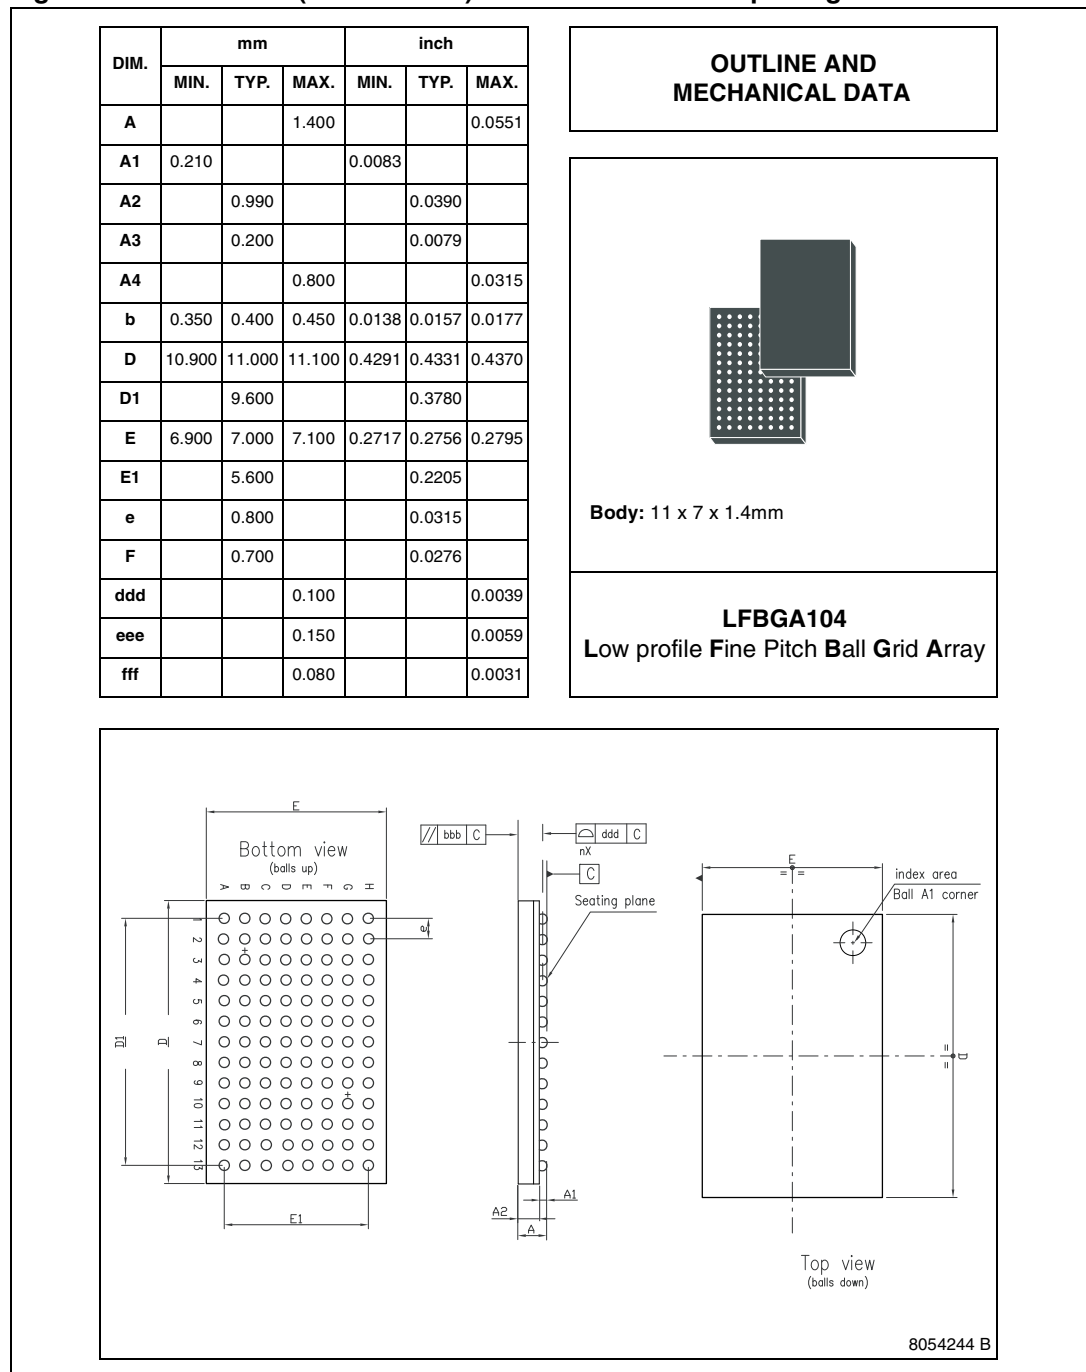 DIM. mm inch
MIN. TYP. MAX. MIN. TYP. MAX.
A 1.400 0.0551
A1 0.210 0.0083
A2 0.990 0.0390
A3 0.200 0.0079
A4 0.800 0.0315
b 0.350 0.400 0.450 0.0138 0.0157 0.0177
D 10.900 11.000 11.100 0.4291 0.4331 0.4370
D1 9.600 0.3780
E 6.900 7.000 7.100 0.2717 0.2756 0.2795
E1 5.600 0.2205
e 0.800 0.0315
F 0.700 0.0276
ddd 0.100 0.0039
eee 0.150 0.0059
fff 0.080 0.0031
OUTLINE AND
MECHANICAL DATA
Body: 11 x 7 x 1.4mm
LFBGA104
Low profile Fine Pitch Ball Grid Array
E
Bottom view
(balls up)
A B C D E F G H
1
2
3
4
5
6
7
8
9
10
11
12
13
D1
D
e
E1
// bbb C
ddd C
nX
C
Seating plane
A1
A2
A
E
= =
index area
Ball A1 corner
= D =
Top view
(balls down)
8054244 B